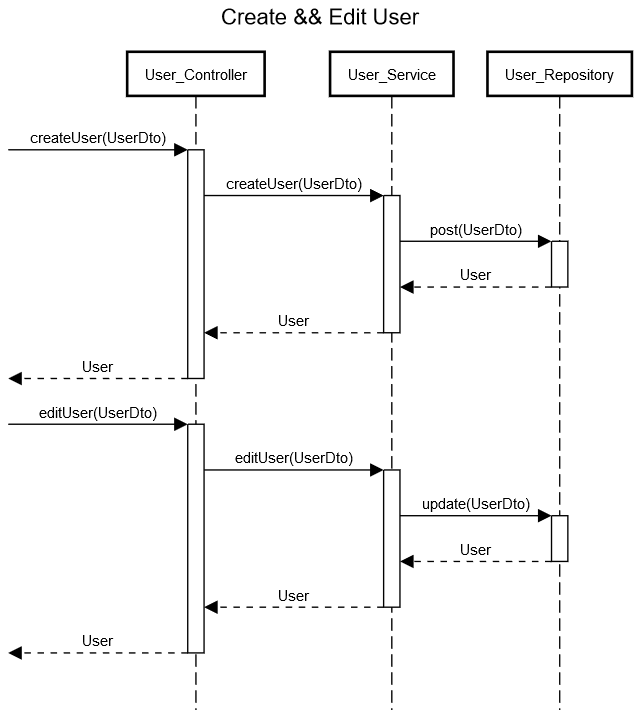 Create && Edit User
User_Controller
User_Service
User_Repository
createUser(UserDto)
createUser(UserDto)
post(UserDto)
User
User
User
editUser(UserDto)
editUser(UserDto)
update(UserDto)
User
User
User